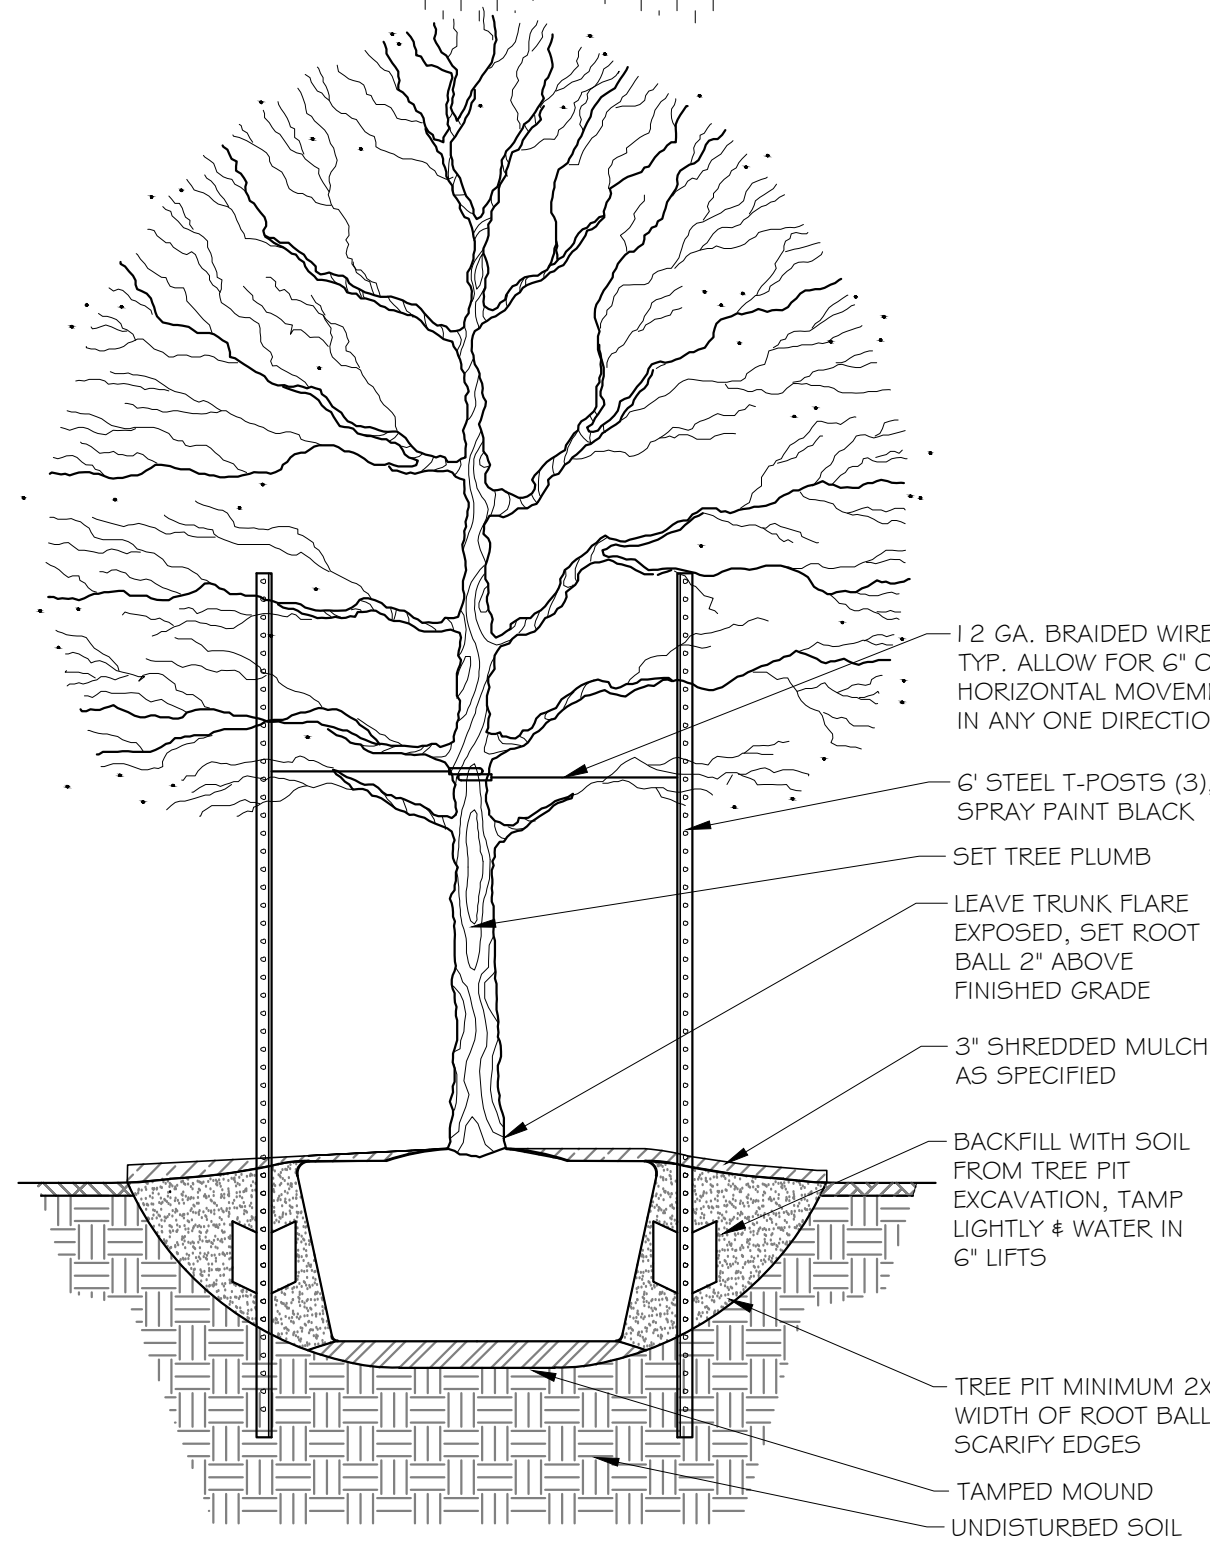 12 GA. BRAIDED WIRE
TYP. ALLOW FOR 6"
HORIZONTAL
IN ANY ONE
6' STEEL T-POSTS (3),
SPRAY PAINT BLACK
SET TREE PLUMB
LEAVE TRUNK FLARE
EXPOSED, SET ROOT
BALL 2" ABOVE
FINISHED GRADE
3" SHREDDED MULCH
AS SPECIFIED
BACKFILL WITH SOIL
FROM TREE PIT
EXCAVATION, TAMP
LIGHTLY & WATER IN
6" LIFTS
TREE PIT MINIMUM 2X
WIDTH OF ROOT BALL
SCARIFY EDGES
TAMPED MOUND
UNDISTURBED SOIL